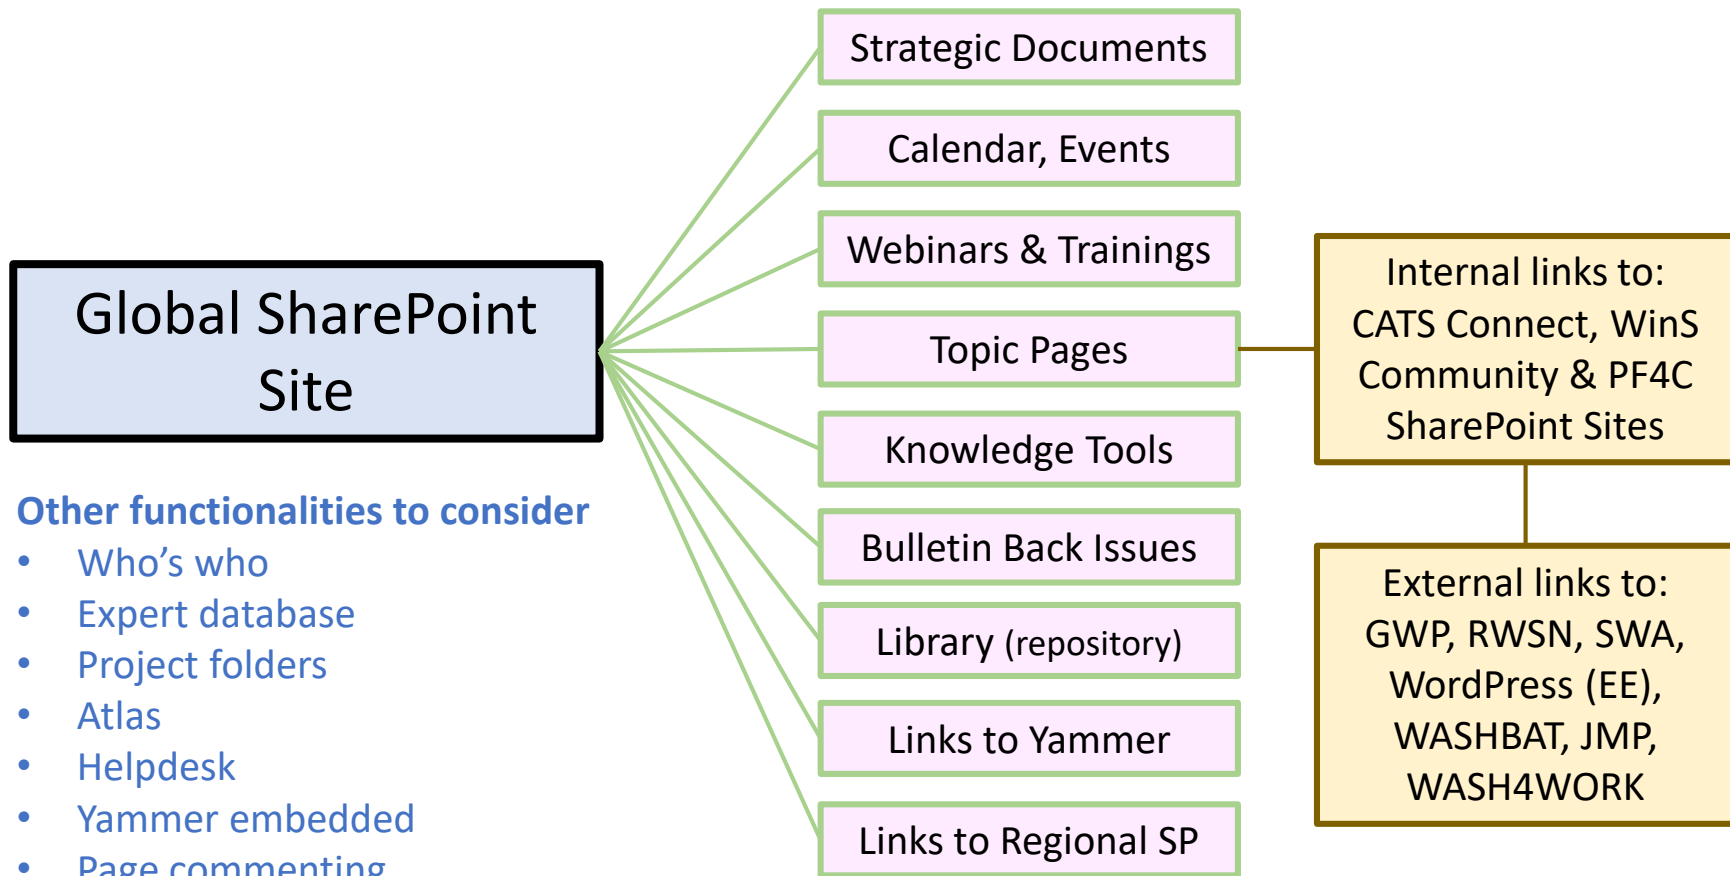 Global SharePoint
Site
Other functionalities to consider
• Who’s who
• Expert database
• Project folders
• Atlas
• Helpdesk
• Yammer embedded
• Page commenting
Strategic Documents
Calendar, Events
Webinars & Trainings
Topic Pages
Knowledge Tools
Bulletin Back Issues
Library (repository)
Links to Yammer
Links to Regional SP
Internal links to:
CATS Connect, WinS
Community & PF4C
SharePoint Sites
External links to:
GWP, RWSN, SWA,
WordPress (EE),
WASHBAT, JMP,
WASH4WORK